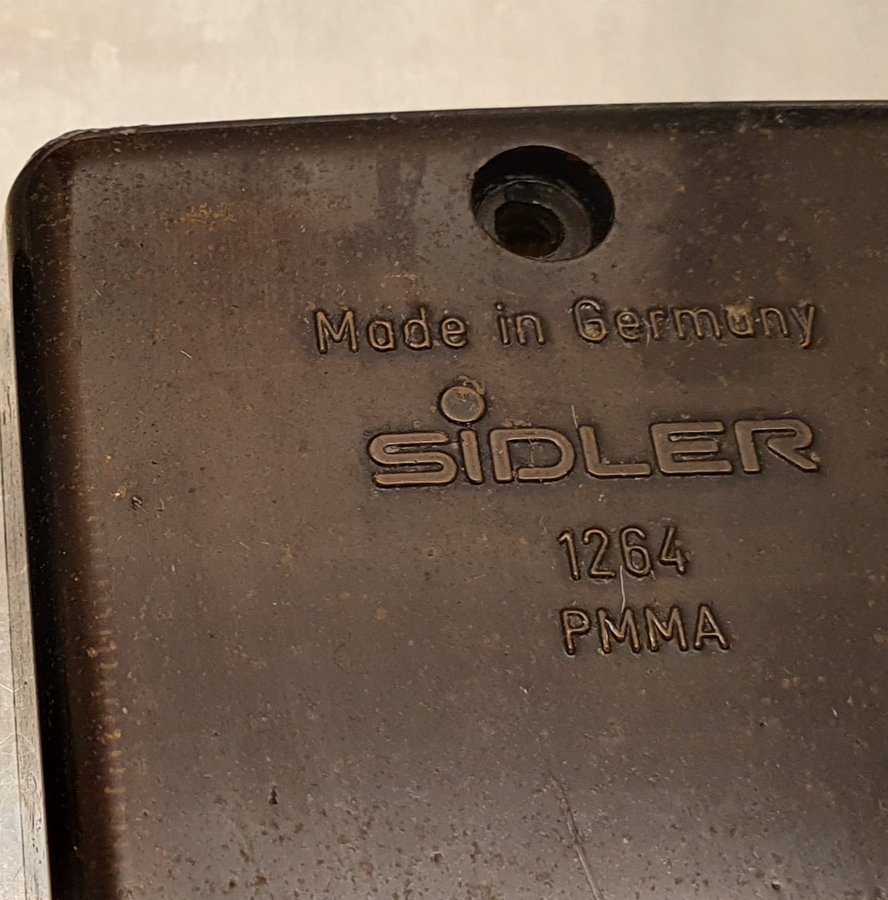 Made in Germany
SiDLER
1264
PMMA